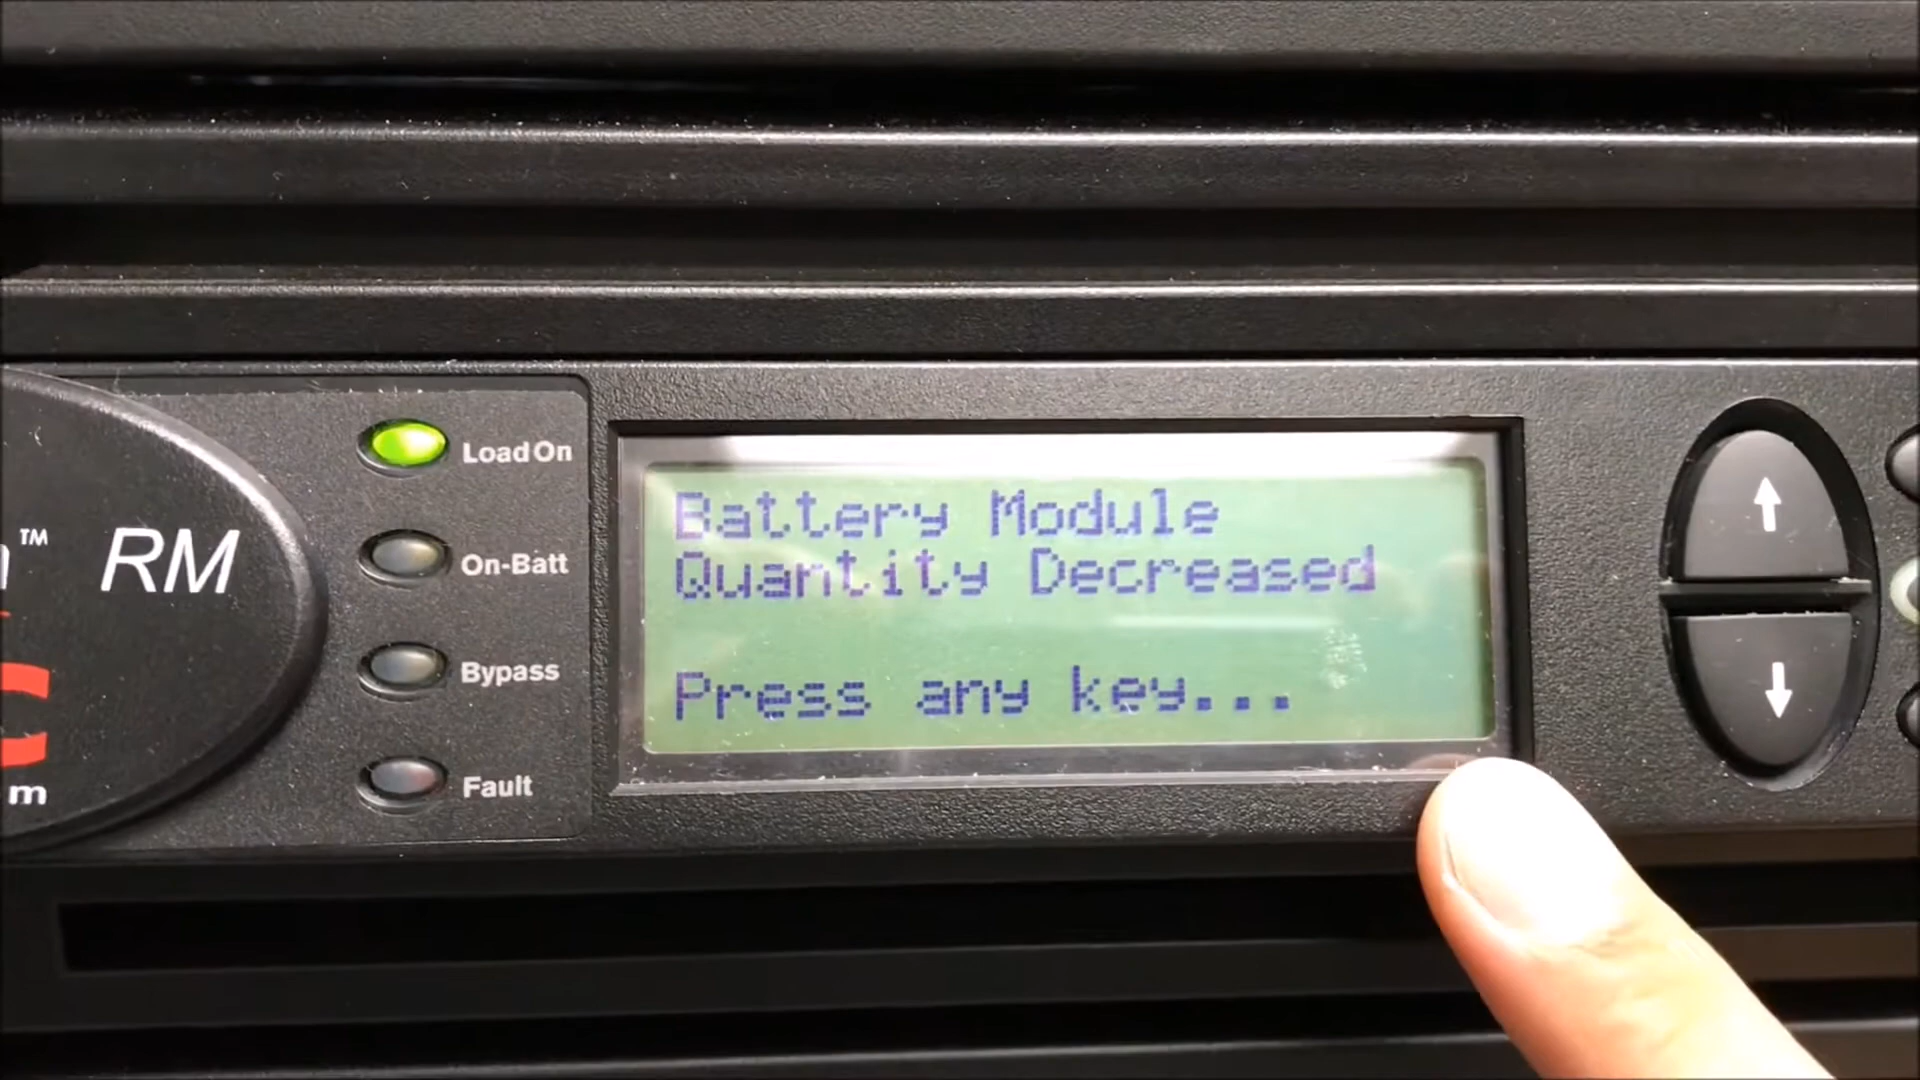 Load On
On-Batt
Bypass
Fault
™ RM
m
Battery Module
Quantity Decreased
Press any key...